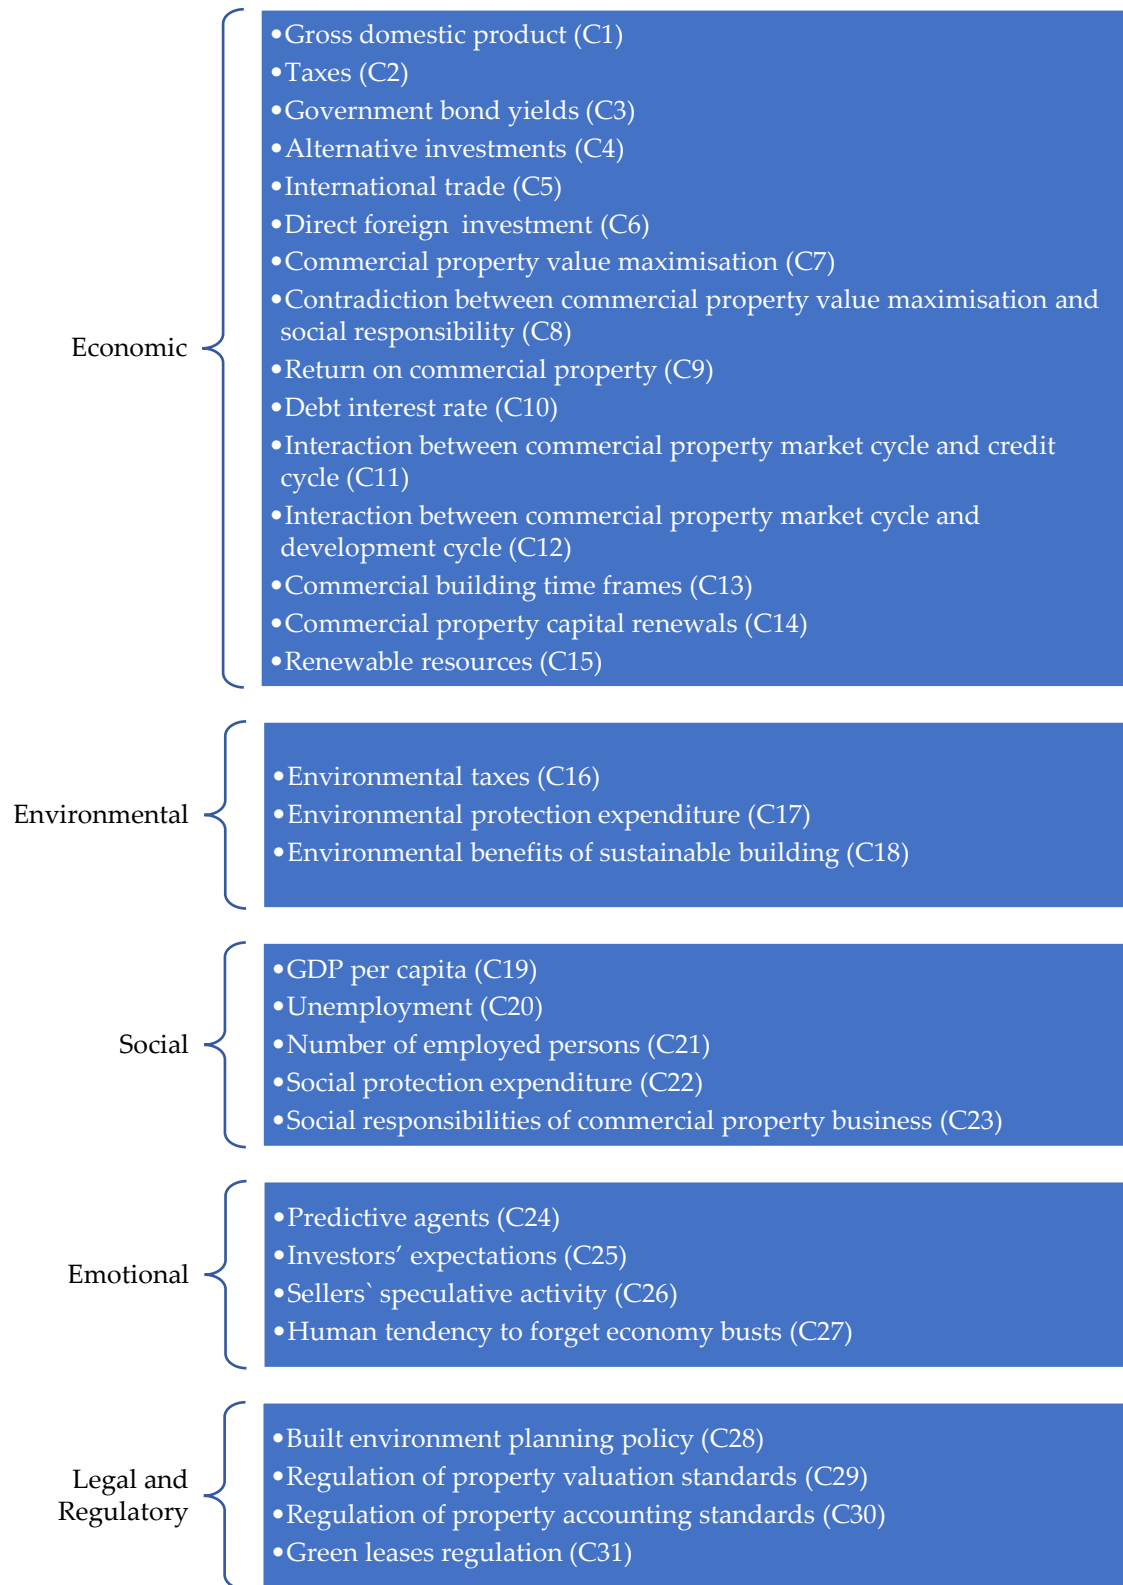 Economic
•Gross domestic product (C1)
•Taxes (C2)
•Government bond yields (C3)
•Alternative investments (C4)
•International trade (C5)
•Direct foreign investment (C6)
•Commercial property value maximisation (C7)
•Contradiction between commercial property value maximisation and
social responsibility (C8)
•Return on commercial property (C9)
•Debt interest rate (C10)
•Interaction between commercial property market cycle and credit
cycle (C11)
•Interaction between commercial property market cycle and
development cycle (C12)
•Commercial building time frames (C13)
•Commercial property capital renewals (C14)
•Renewable resources (C15)
Environmental
•Environmental taxes (C16)
•Environmental protection expenditure (C17)
•Environmental benefits of sustainable building (C18)
Social
•GDP per capita (C19)
•Unemployment (C20)
•Number of employed persons (C21)
•Social protection expenditure (C22)
•Social responsibilities of commercial property business (C23)
Emotional
•Predictive agents (C24)
•Investors’ expectations (C25)
•Sellers` speculative activity (C26)
•Human tendency to forget economy busts (C27)
Legal and
Regulatory
•Built environment planning policy (C28)
•Regulation of property valuation standards (C29)
•Regulation of property accounting standards (C30)
•Green leases regulation (C31)